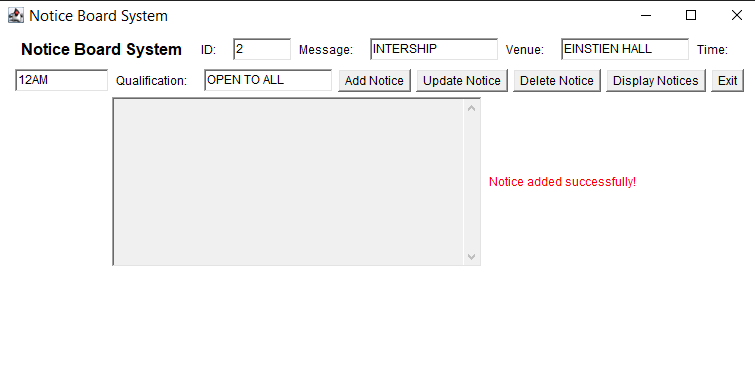 Notice Board System
Notice Board System ID: 2 Message: INTERSHIP Venue: EINSTIEN HALL Time:
12AM Qualification: OPEN TO ALL Add Notice Update Notice Delete Notice Display Notices Exit
Notice added successfully!